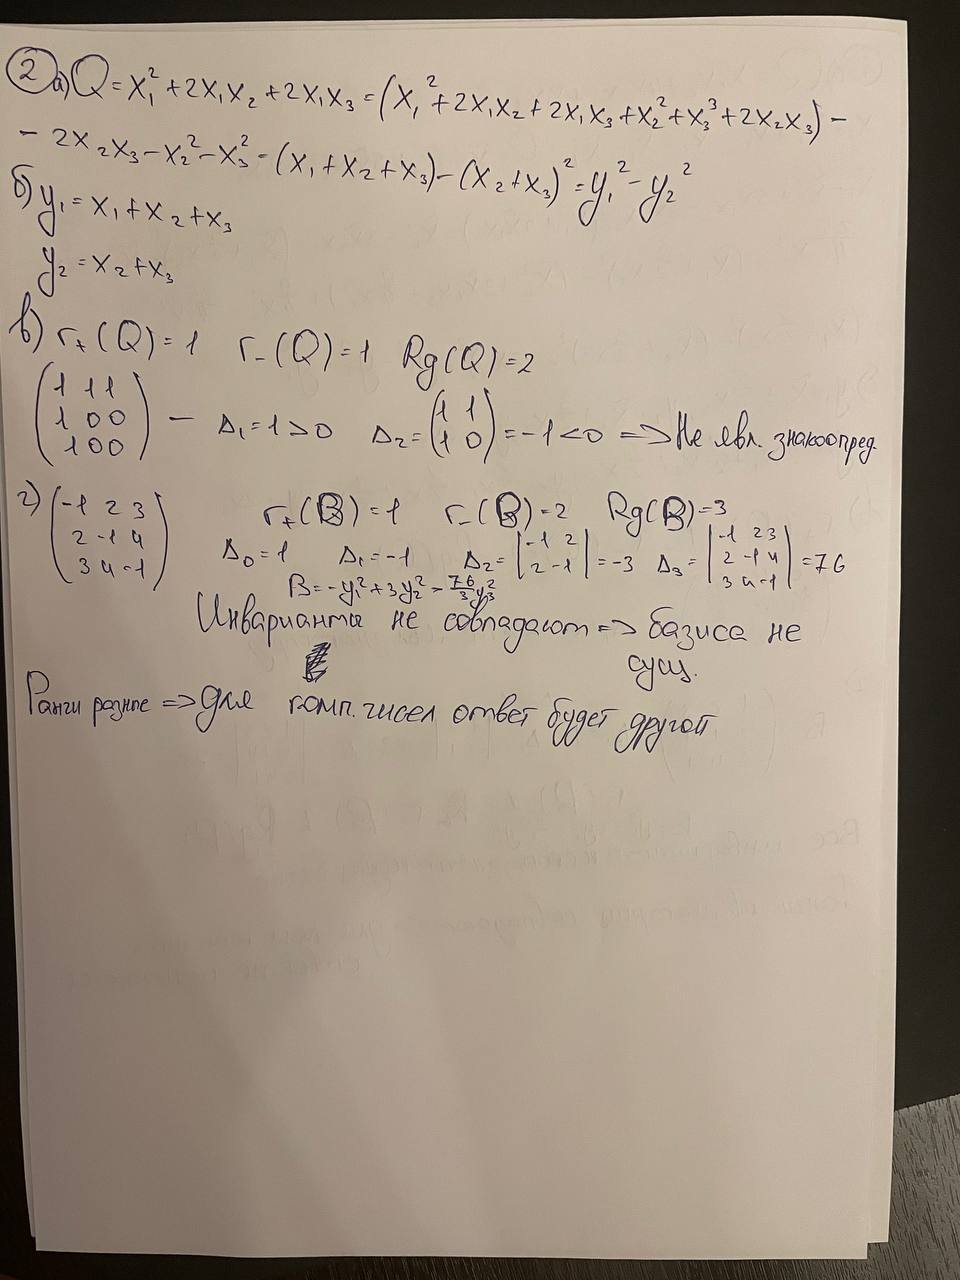 ② а) Q = x₁² + 2x₁x₂ + 2x₁x₃ = (x₁² + 2x₁x₂ + 2x₁x₃ + x₂² + x₃³ + 2x₂x₃) −
− 2x₂x₃ − x₂² − x₃² = (x₁ + x₂ + x₃) − (x₂ + x₃)² = y₁² − y₂²
б) y₁ = x₁ + x₂ + x₃
y₂ = x₂ + x₃
в) r₊(Q) = 1 r₋(Q) = 1 Rg(Q) = 2
(1 1 1
1 0 0
1 0 0) − Δ₁ = 1 > 0 Δ₂ = (1 1
1 0) = −1 < 0 => Не явл. знакоопред.
г) (−1 2 3
2 −1 4
3 4 −1) r₊(B) = 1 r₋(B) = 2 Rg(B) = 3
Δ₀ = 1 Δ₁ = −1 Δ₂ = |−1 2
2 −1| = −3 Δ₃ = |−1 2 3
2 −1 4
3 4 −1| = 76
B = −y₁² + 3y₂² − 76/3 y₃²
Инварианты не совпадают => базиса не
сущ.
Ранги разные => для комп. чисел ответ будет другой